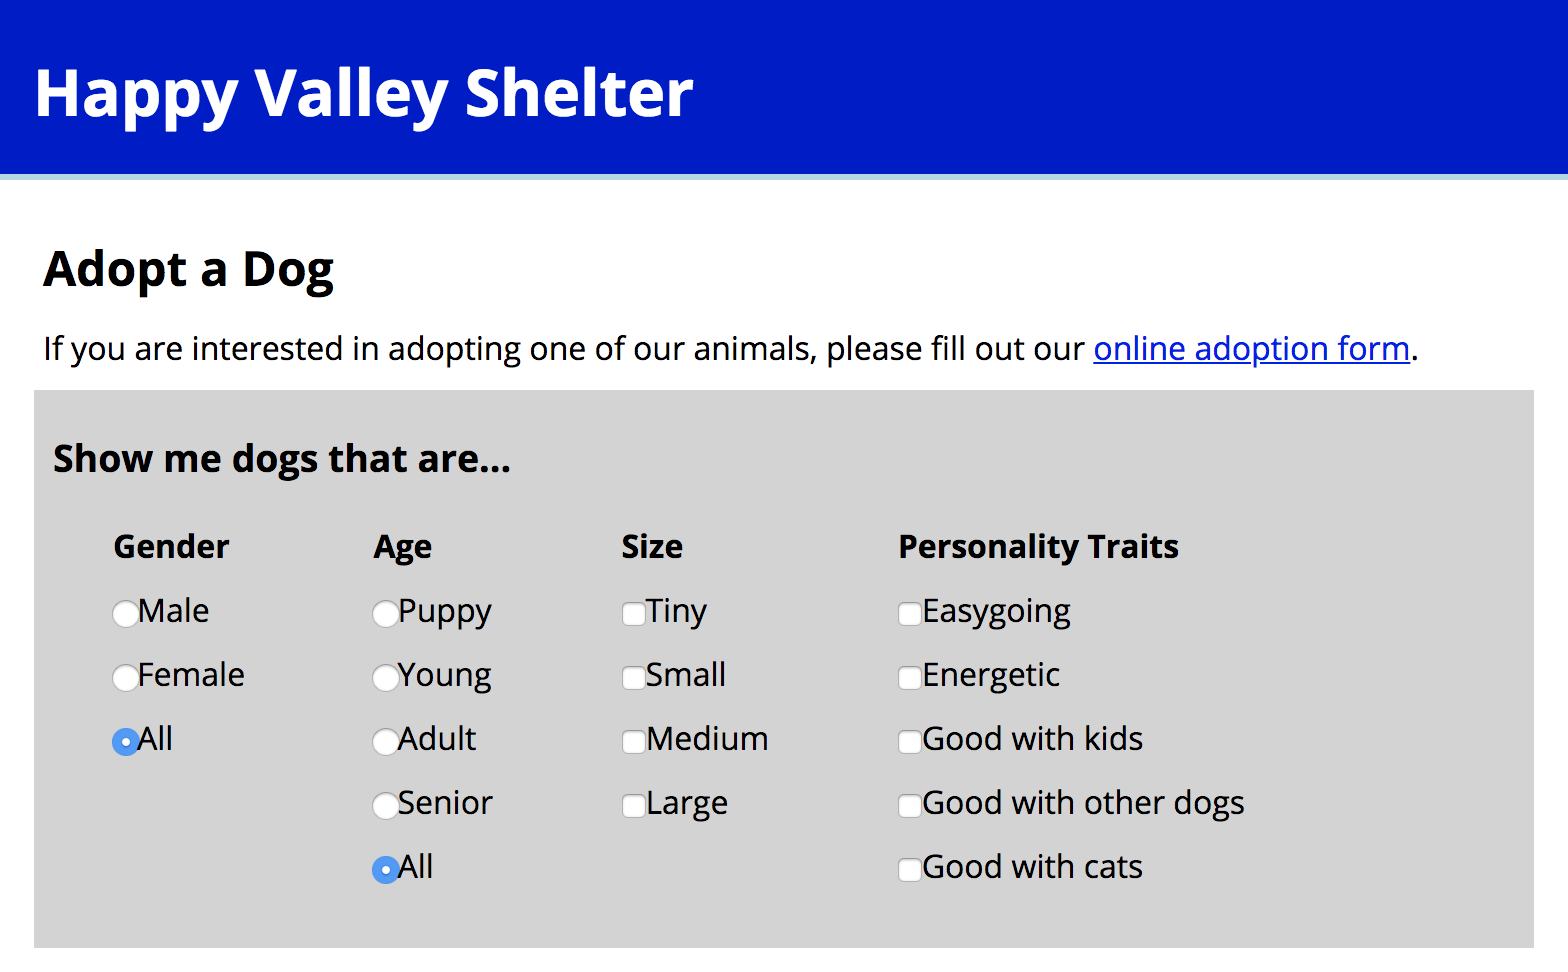 Happy Valley Shelter
Adopt a Dog
If you are interested in adopting one of our animals, please fill out our online adoption form.
Show me dogs that are...
Gender
Male
Female
All
Age
Puppy
Young
Adult
Senior
All
Size
Tiny
Small
Medium
Large
Personality Traits
Easygoing
Energetic
Good with kids
Good with other dogs
Good with cats